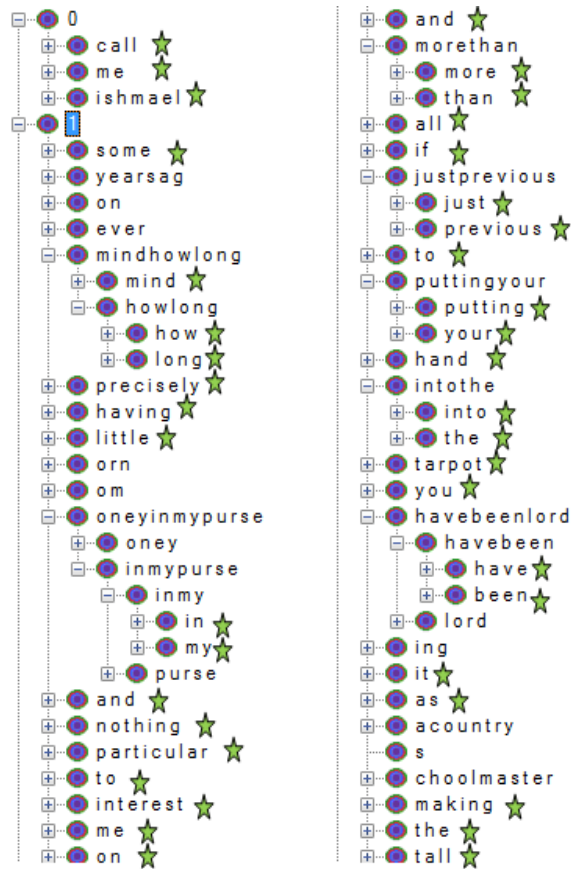 0
call
me
ishmael
1
some
yearsag
on
ever
mindhowlong
mind
howlong
how
long
precisely
having
little
orn
om
oneyinmypurse
oney
inmypurse
inmy
in
my
purse
and
nothing
particular
to
interest
me
on
and
morethan
more
than
all
if
justprevious
just
previous
to
puttingyour
putting
your
hand
intothe
into
the
tarpot
you
havebeenlord
havebeen
have
been
lord
ing
it
as
acountry
s
choolmaster
making
the
tall